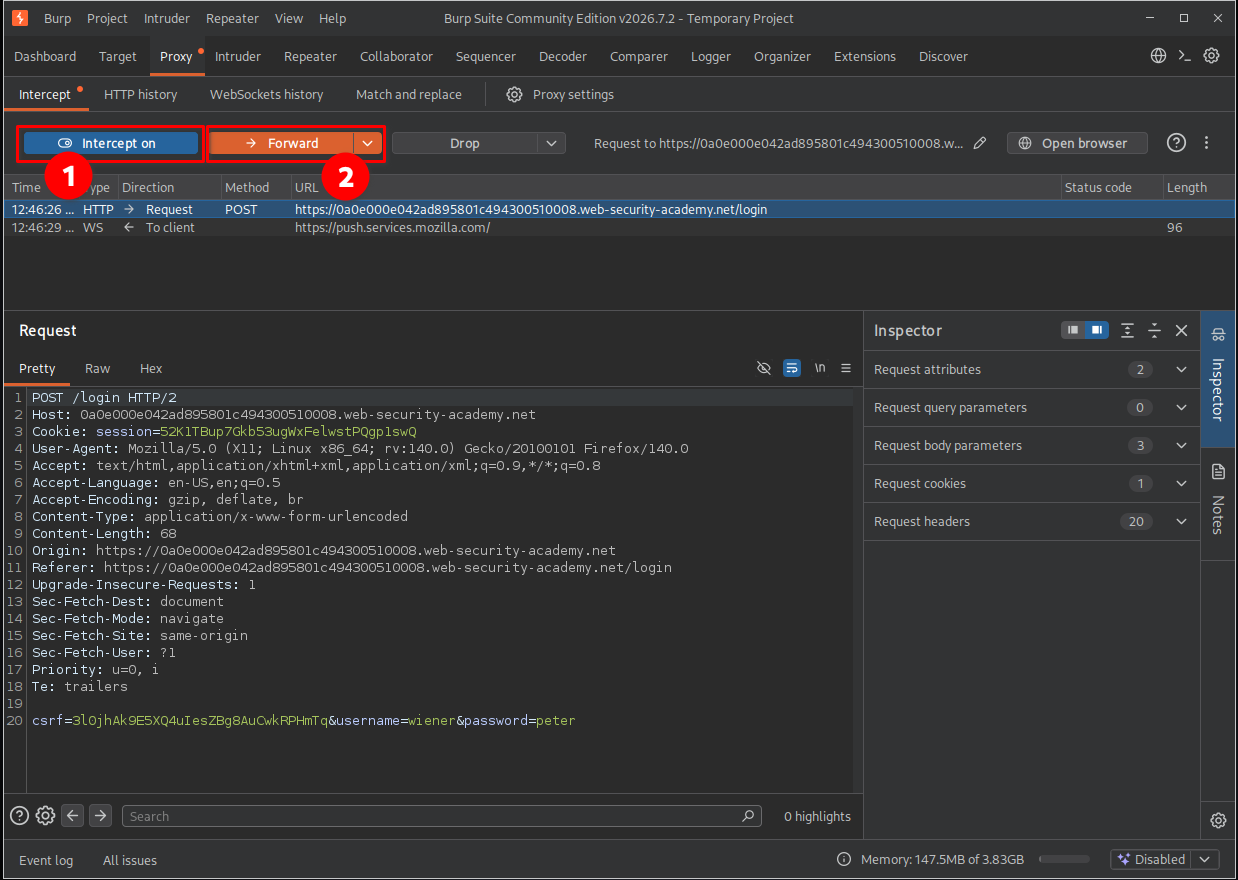 Burp Project Intruder Repeater View Help Burp Suite Community Edition v2026.7.2 - Temporary Project
Dashboard Target Proxy Intruder Repeater Collaborator Sequencer Decoder Comparer Logger Organizer Extensions Discover
Intercept HTTP history WebSockets history Match and replace Proxy settings
Intercept on Forward Drop Request to https://0a0e000e042ad895801c494300510008.w... Open browser
1 2
Time ype Direction Method URL Status code Length
12:46:26 ... HTTP → Request POST https://0a0e000e042ad895801c494300510008.web-security-academy.net/login
12:46:29 ... WS ← To client https://push.services.mozilla.com/ 96
Request
Pretty Raw Hex \n
1 POST /login HTTP/2
2 Host: 0a0e000e042ad895801c494300510008.web-security-academy.net
3 Cookie: session=52K1TBup7Gkb53ugWxFelwstPQgp1swQ
4 User-Agent: Mozilla/5.0 (X11; Linux x86_64; rv:140.0) Gecko/20100101 Firefox/140.0
5 Accept: text/html,application/xhtml+xml,application/xml;q=0.9,*/*;q=0.8
6 Accept-Language: en-US,en;q=0.5
7 Accept-Encoding: gzip, deflate, br
8 Content-Type: application/x-www-form-urlencoded
9 Content-Length: 68
10 Origin: https://0a0e000e042ad895801c494300510008.web-security-academy.net
11 Referer: https://0a0e000e042ad895801c494300510008.web-security-academy.net/login
12 Upgrade-Insecure-Requests: 1
13 Sec-Fetch-Dest: document
14 Sec-Fetch-Mode: navigate
15 Sec-Fetch-Site: same-origin
16 Sec-Fetch-User: ?1
17 Priority: u=0, i
18 Te: trailers
19
20 csrf=3lOjhAk9E5XQ4uIesZBg8AuCwkRPHmTq&username=wiener&password=peter
Search 0 highlights
Inspector
Request attributes 2
Request query parameters 0
Request body parameters 3
Request cookies 1
Request headers 20
Inspector
Notes
Event log All issues Memory: 147.5MB of 3.83GB Disabled